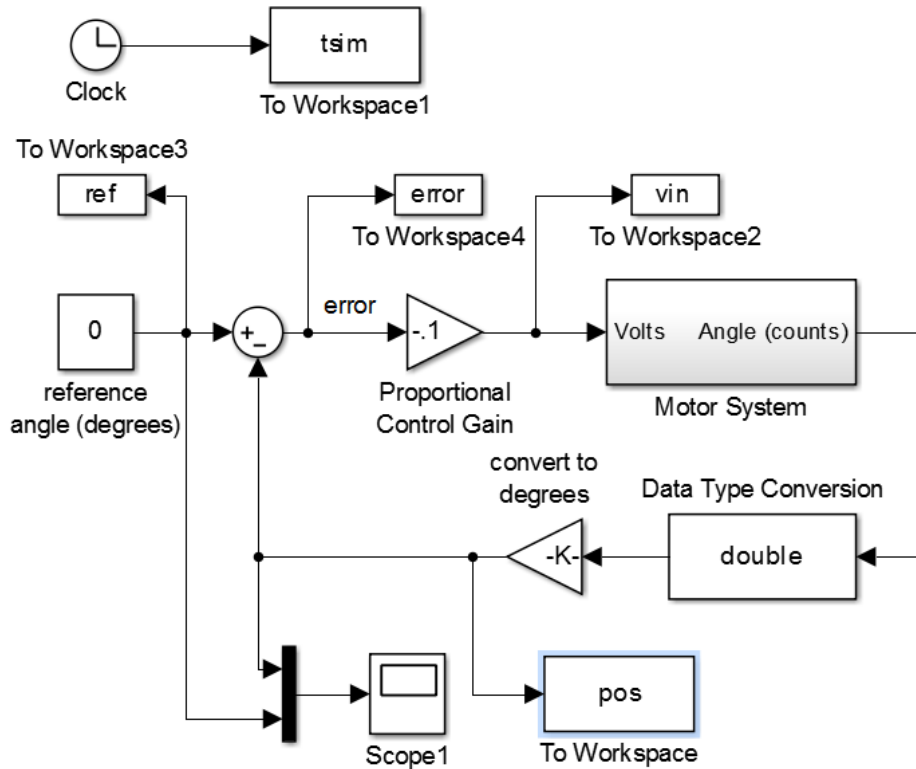 tsim
Clock
To Workspace1
To Workspace3
ref
error
vin
To Workspace4
To Workspace2
error
0
+
-
-.1
Volts
Angle (counts)
reference
angle (degrees)
Proportional
Control Gain
Motor System
convert to
degrees
Data Type Conversion
-K-
double
pos
Scope1
To Workspace